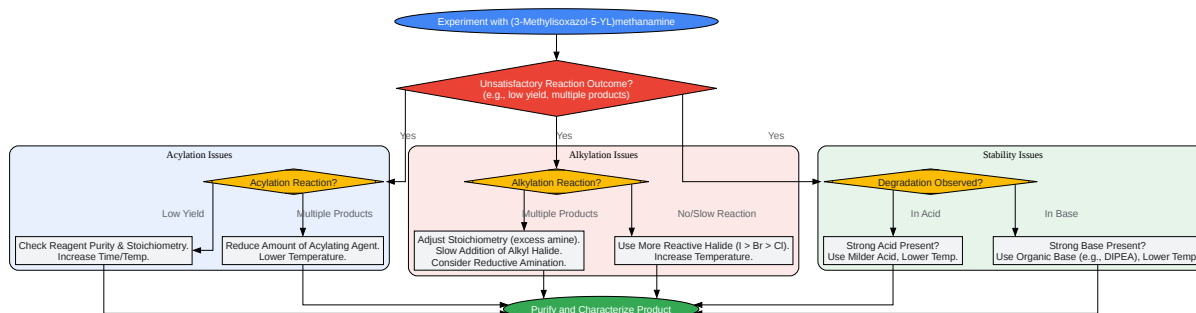 Experiment with (3-Methylisoxazol-5-YL)methanamine
Unsatisfactory Reaction Outcome?
(e.g., low yield, multiple products)
Yes
Yes
Yes
Acylation Issues
Alkylation Issues
Stability Issues
Acylation Reaction?
Alkylation Reaction?
Degradation Observed?
Low Yield
Multiple Products
Multiple Products
No/Slow Reaction
In Acid
In Base
Check Reagent Purity & Stoichiometry.
Increase Time/Temp.
Reduce Amount of Acylating Agent.
Lower Temperature.
Adjust Stoichiometry (excess amine).
Slow Addition of Alkyl Halide.
Consider Reductive Amination.
Use More Reactive Halide (I > Br > Cl).
Increase Temperature.
Strong Acid Present?
Use Milder Acid, Lower Temp.
Strong Base Present?
Use Organic Base (e.g., DIPEA), Lower Temp
Purify and Characterize Product